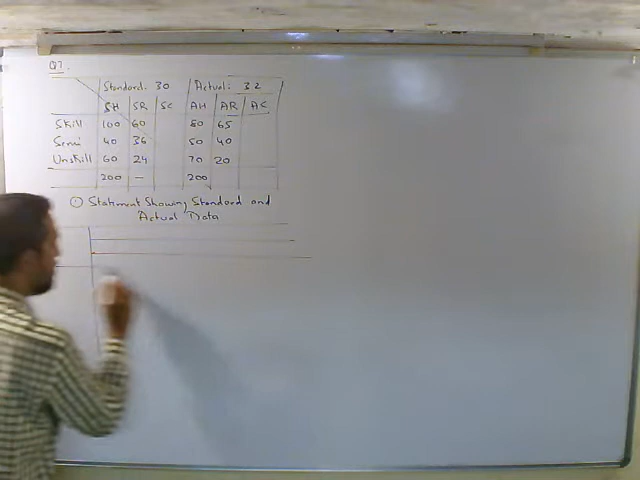 Q7.
Standard: 30 Actual: 32
SH SR SC AH AR AC
Skill 100 60 80 65
Semi 40 36 50 40
Unskill 60 24 70 20
200 — 200
① Statement Showing Standard and
Actual Data